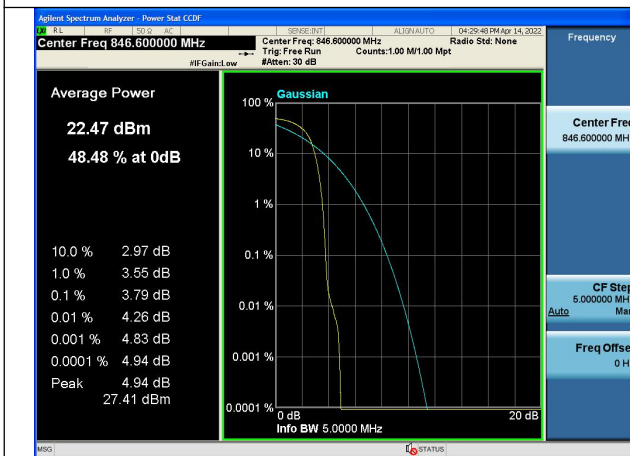 Agilent Spectrum Analyzer - Power Stat CCDF
RL RF 50 Ω AC SENSE:INT ALIGNAUTO 04:29:48 PM Apr 14, 2022
Center Freq 846.600000 MHz
Center Freq: 846.600000 MHz Radio Std: None
Trig: Free Run Counts:1.00 M/1.00 Mpt
#IFGain:Low #Atten: 30 dB
Frequency
Average Power
22.47 dBm
48.48 % at 0dB
10.0 % 2.97 dB
1.0 % 3.55 dB
0.1 % 3.79 dB
0.01 % 4.26 dB
0.001 % 4.83 dB
0.0001 % 4.94 dB
Peak 4.94 dB
27.41 dBm
Gaussian
100 %
10 %
1 %
0.1 %
0.01 %
0.001 %
0.0001 %
0 dB 20 dB
Info BW 5.0000 MHz
Center Fre
846.600000 MH
CF Step
5.000000 MH
Auto Ma
Freq Offse
0 H
MSG STATUS